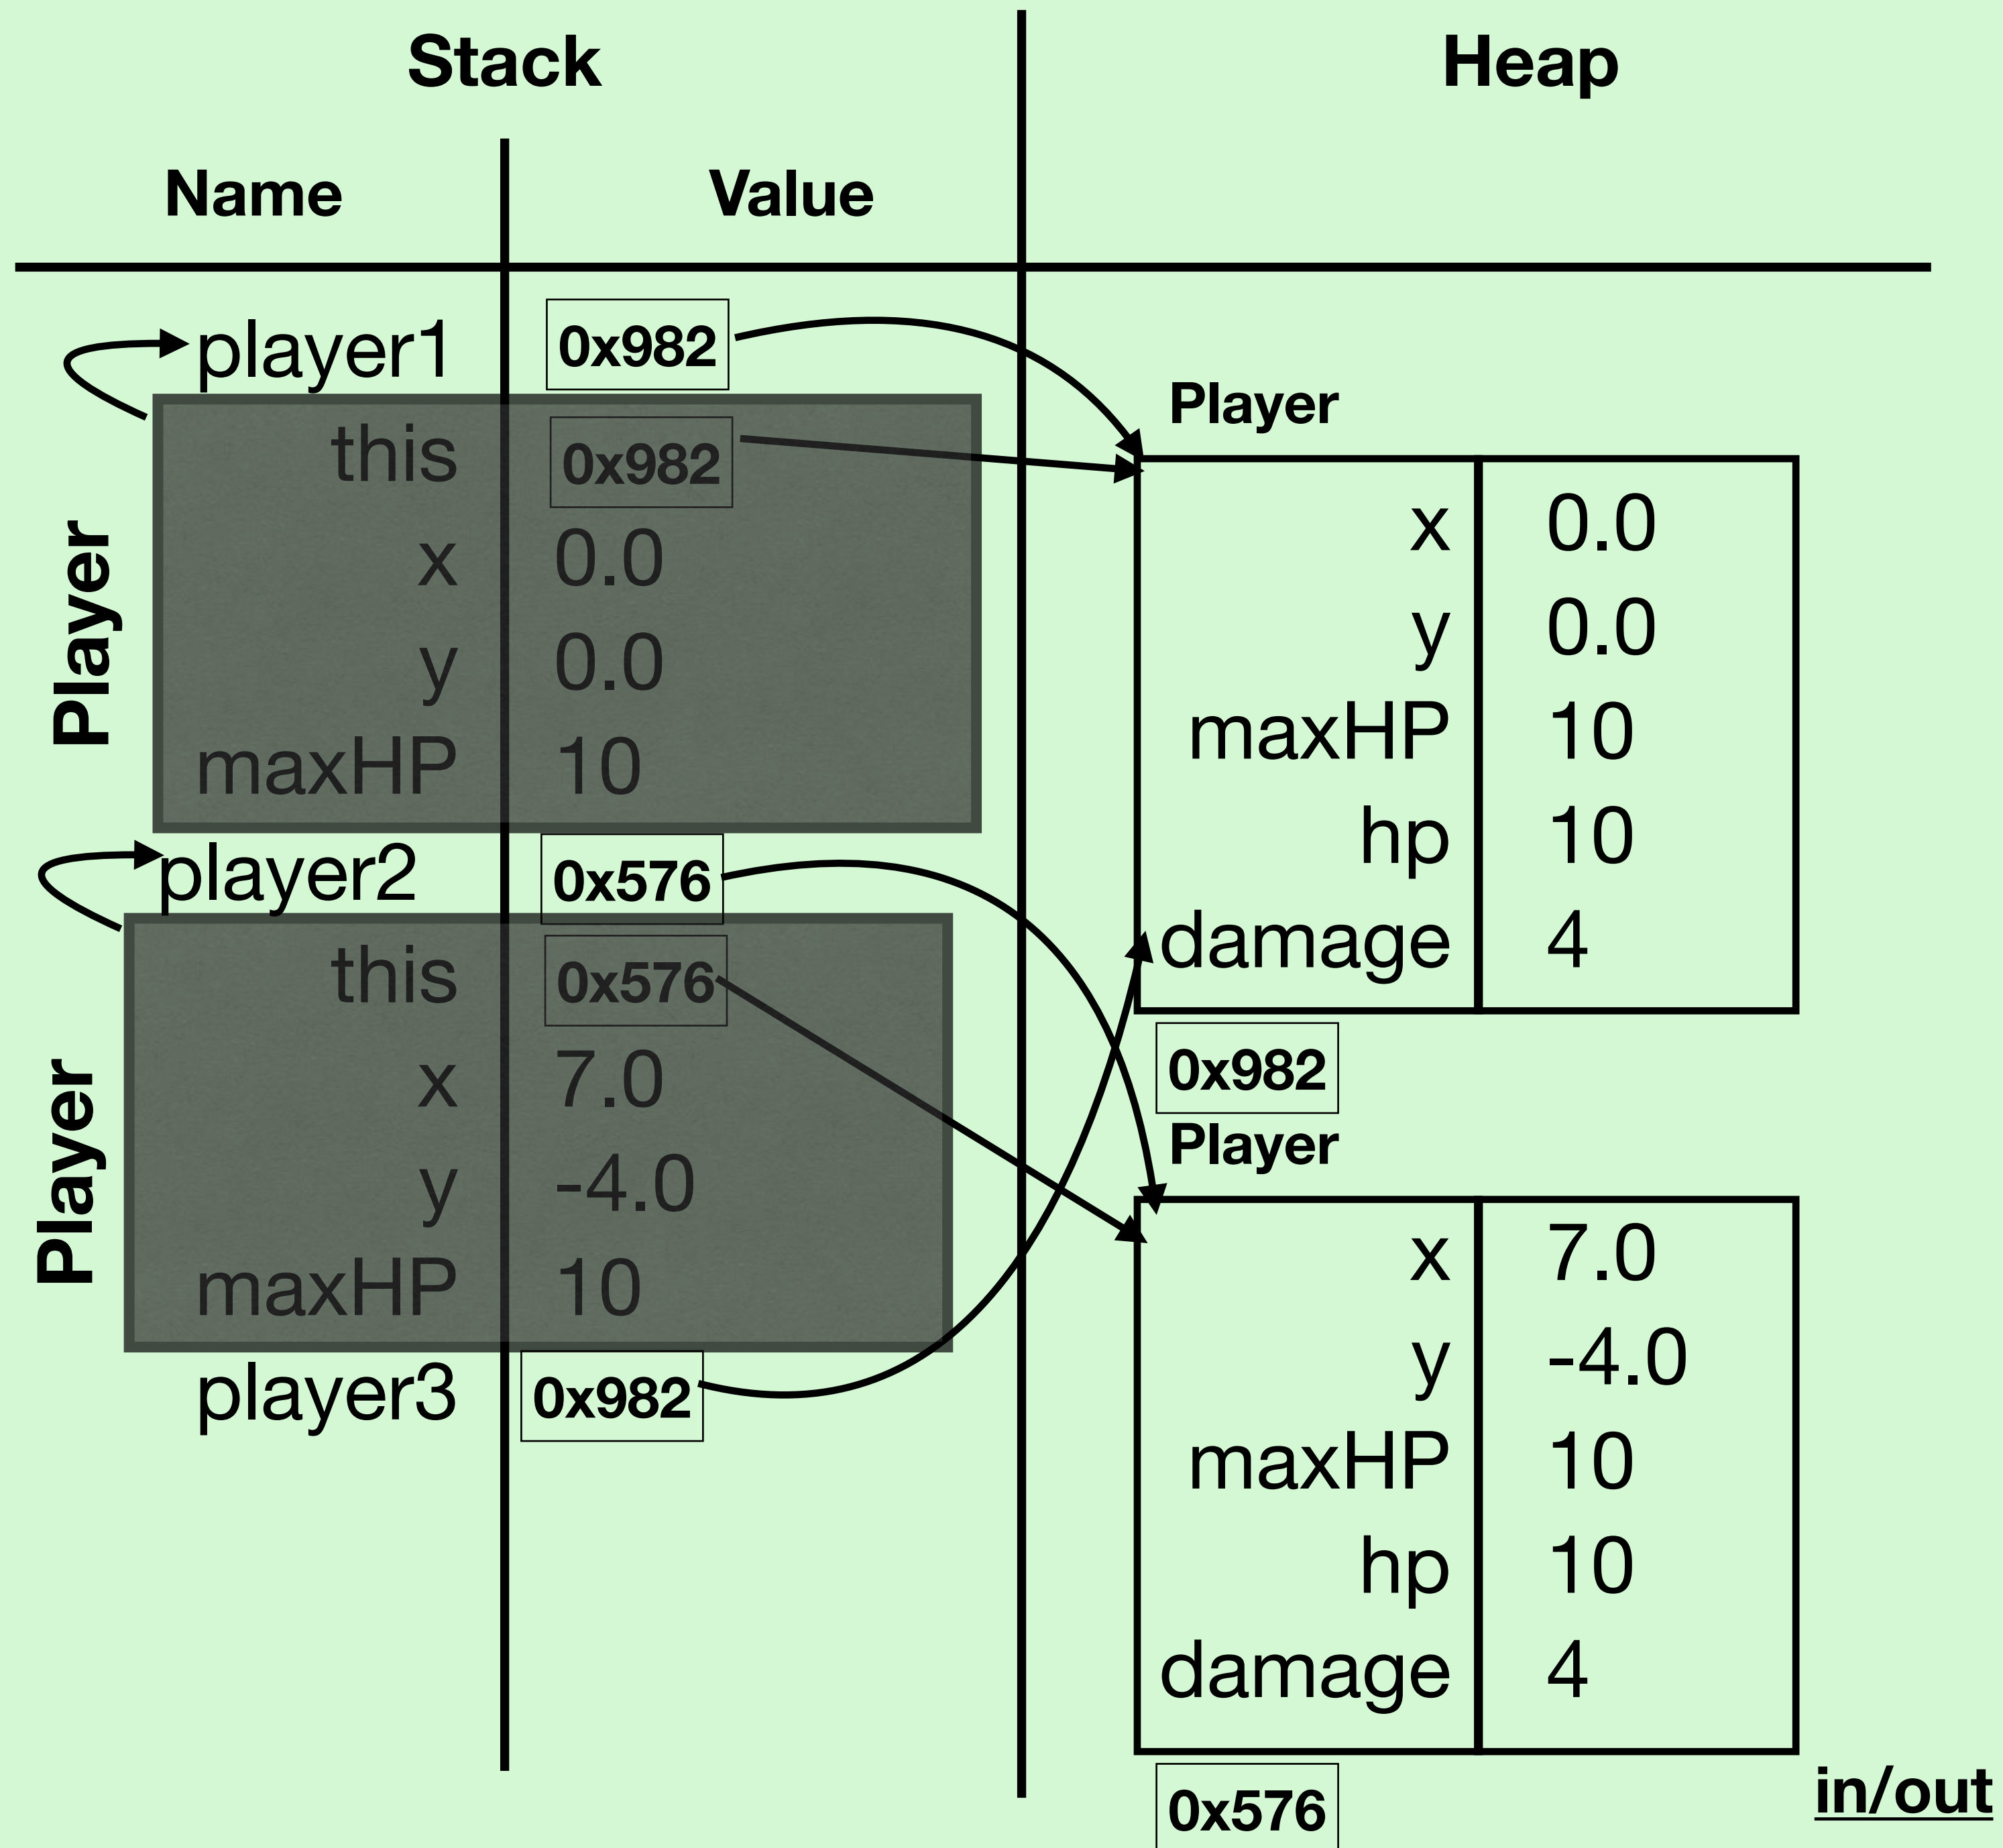 Stack Heap
Name Value
player1 0x982
Player
this 0x982
x 0.0
y 0.0
maxHP 10
player2 0x576
Player
this 0x576
x 7.0
y -4.0
maxHP 10
player3 0x982
Player
x 0.0
y 0.0
maxHP 10
hp 10
damage 4
0x982
Player
x 7.0
y -4.0
maxHP 10
hp 10
damage 4
0x576
in/out